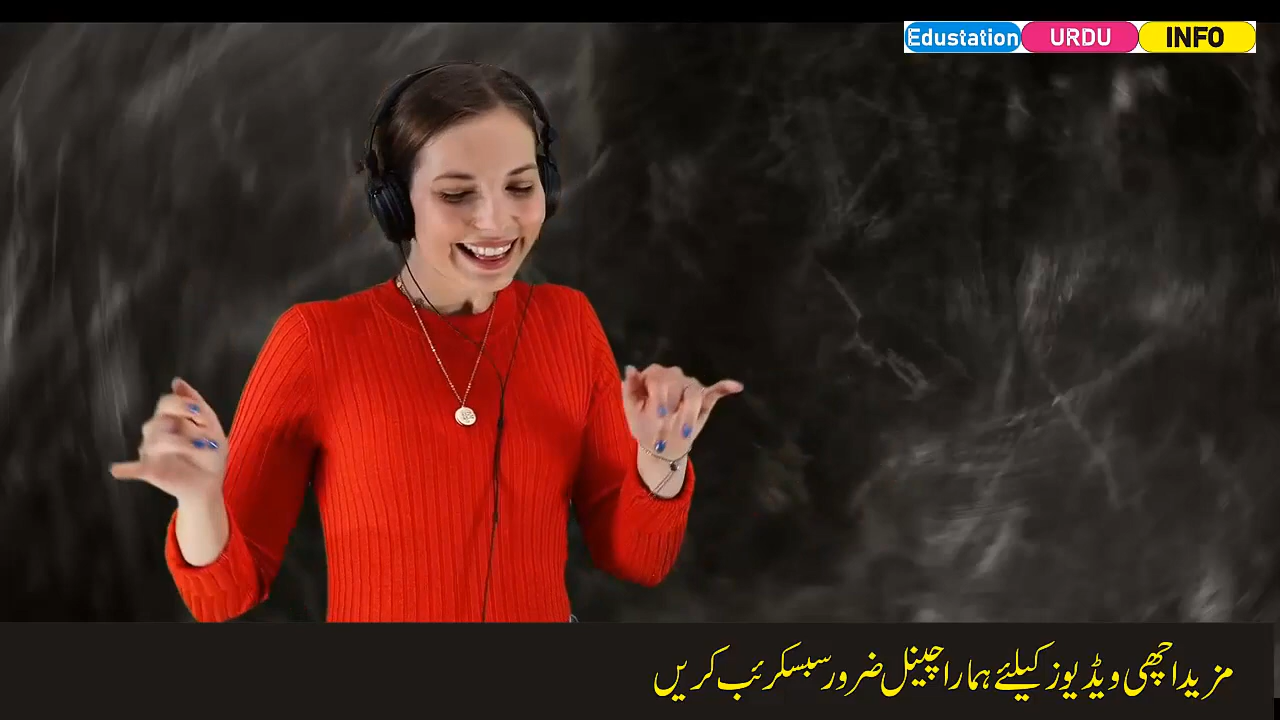 Edustation URDU INFO
مزید اچھی ویڈیوز کیلئے ہمارا چینل ضرور سبسکرائب کریں